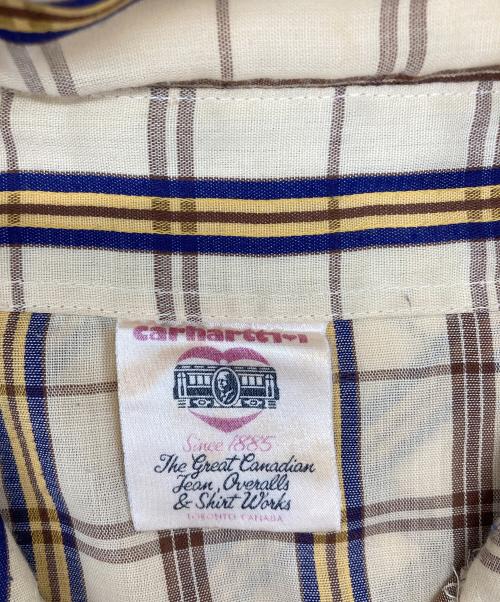 carhartt
Since 1885
The Great Canadian
Jean, Overalls
& Shirt Works
TORONTO CANADA